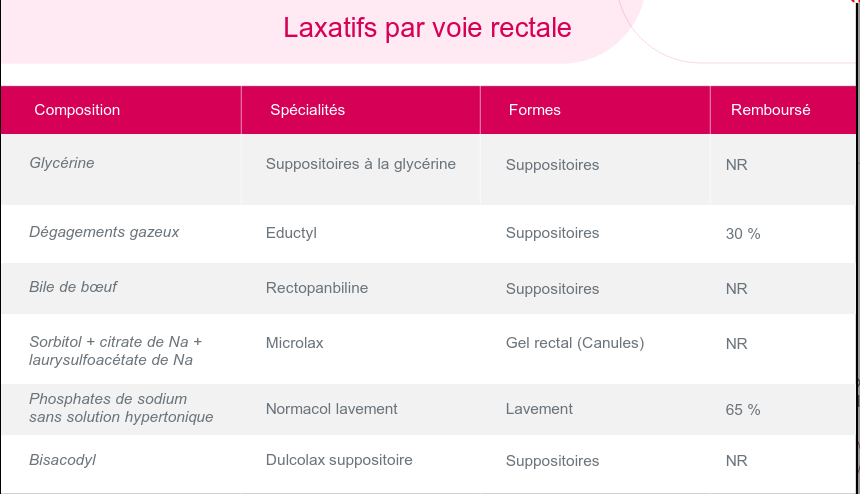 Laxatifs par voie rectale
Composition Spécialités Formes Remboursé
Glycérine Suppositoires à la glycérine Suppositoires NR
Dégagements gazeux Eductyl Suppositoires 30 %
Bile de bœuf Rectopanbiline Suppositoires NR
Sorbitol + citrate de Na +
laurysulfoacétate de Na Microlax Gel rectal (Canules) NR
Phosphates de sodium
sans solution hypertonique Normacol lavement Lavement 65 %
Bisacodyl Dulcolax suppositoire Suppositoires NR